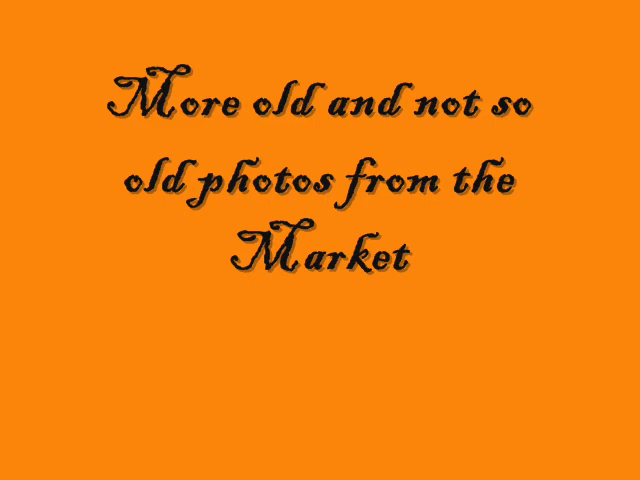 More old and not so
old photos from the
Market